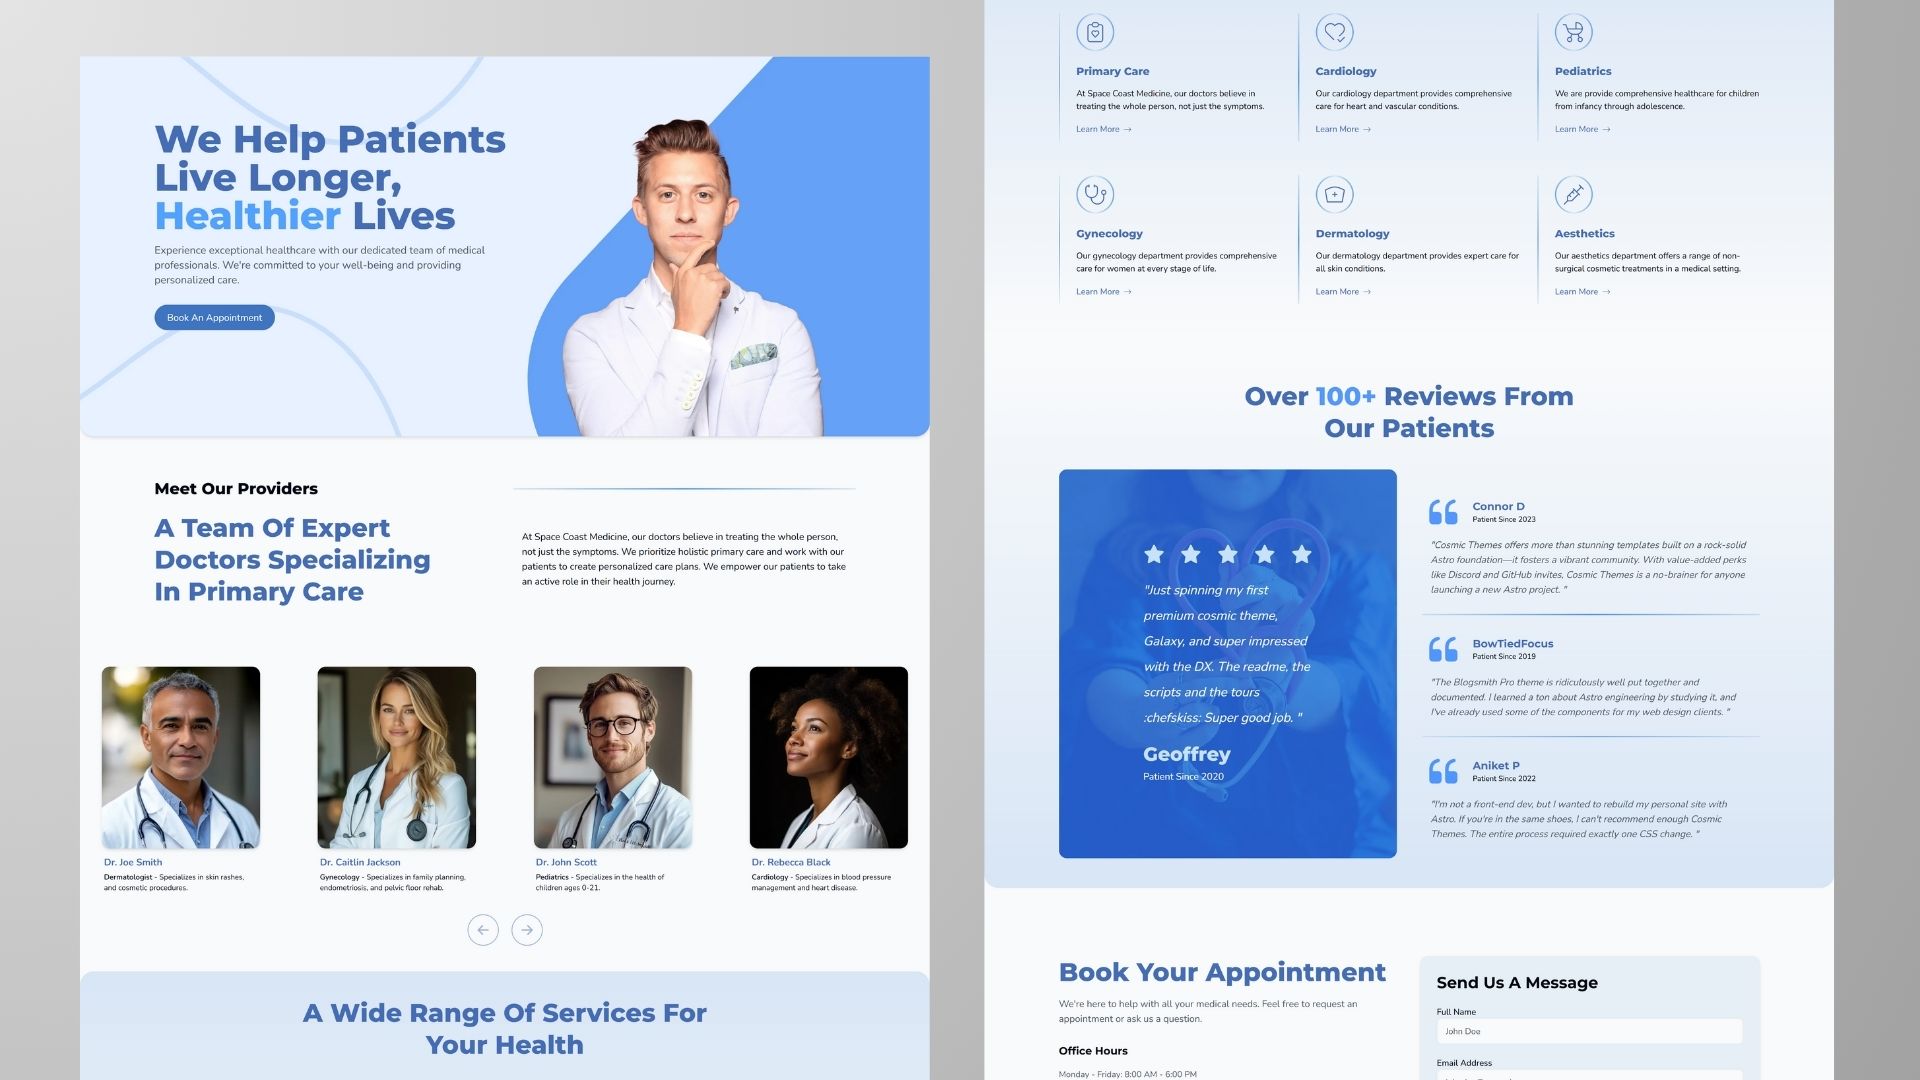 We Help Patients
Live Longer,
Healthier Lives
Experience exceptional healthcare with our dedicated team of medical
professionals. We're committed to your well-being and providing
personalized care.
Book An Appointment
Meet Our Providers
A Team Of Expert
Doctors Specializing
In Primary Care
At Space Coast Medicine, our doctors believe in treating the whole person,
not just the symptoms. We prioritize holistic primary care and work with our
patients to create personalized care plans. We empower our patients to take
an active role in their health journey.
Dr. Joe Smith
Dermatologist - Specializes in skin rashes,
and cosmetic procedures.
Dr. Caitlin Jackson
Gynecology - Specializes in family planning,
endometriosis, and pelvic floor rehab.
Dr. John Scott
Pediatrics - Specializes in the health of
children ages 0-21.
Dr. Rebecca Black
Cardiology - Specializes in blood pressure
management and heart disease.
A Wide Range Of Services For
Your Health
Primary Care
At Space Coast Medicine, our doctors believe in
treating the whole person, not just the symptoms.
Learn More →
Cardiology
Our cardiology department provides comprehensive
care for heart and vascular conditions.
Learn More →
Pediatrics
We are provide comprehensive healthcare for children
from infancy through adolescence.
Learn More →
Gynecology
Our gynecology department provides comprehensive
care for women at every stage of life.
Learn More →
Dermatology
Our dermatology department provides expert care for
all skin conditions.
Learn More →
Aesthetics
Our aesthetics department offers a range of non-
surgical cosmetic treatments in a medical setting.
Learn More →
Over 100+ Reviews From
Our Patients
"Just spinning my first
premium cosmic theme,
Galaxy, and super impressed
with the DX. The readme, the
scripts and the tours
:chefskiss: Super good job. "
Geoffrey
Patient Since 2020
Connor D
Patient Since 2023
"Cosmic Themes offers more than stunning templates built on a rock-solid
Astro foundation—it fosters a vibrant community. With value-added perks
like Discord and GitHub invites, Cosmic Themes is a no-brainer for anyone
launching a new Astro project. "
BowTiedFocus
Patient Since 2019
"The Blogsmith Pro theme is ridiculously well put together and
documented. I learned a ton about Astro engineering by studying it, and
I've already used some of the components for my web design clients. "
Aniket P
Patient Since 2022
"I'm not a front-end dev, but I wanted to rebuild my personal site with
Astro. If you're in the same shoes, I can't recommend enough Cosmic
Themes. The entire process required exactly one CSS change. "
Book Your Appointment
We're here to help with all your medical needs. Feel free to request an
appointment or ask us a question.
Office Hours
Monday - Friday: 8:00 AM - 6:00 PM
Send Us A Message
Full Name
John Doe
Email Address